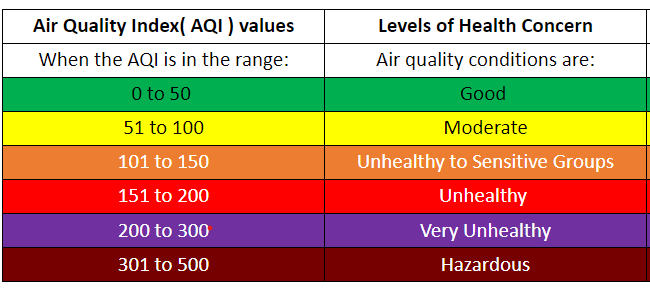 Air Quality Index( AQI ) values Levels of Health Concern
When the AQI is in the range: Air quality conditions are:
0 to 50 Good
51 to 100 Moderate
101 to 150 Unhealthy to Sensitive Groups
151 to 200 Unhealthy
200 to 300 Very Unhealthy
301 to 500 Hazardous